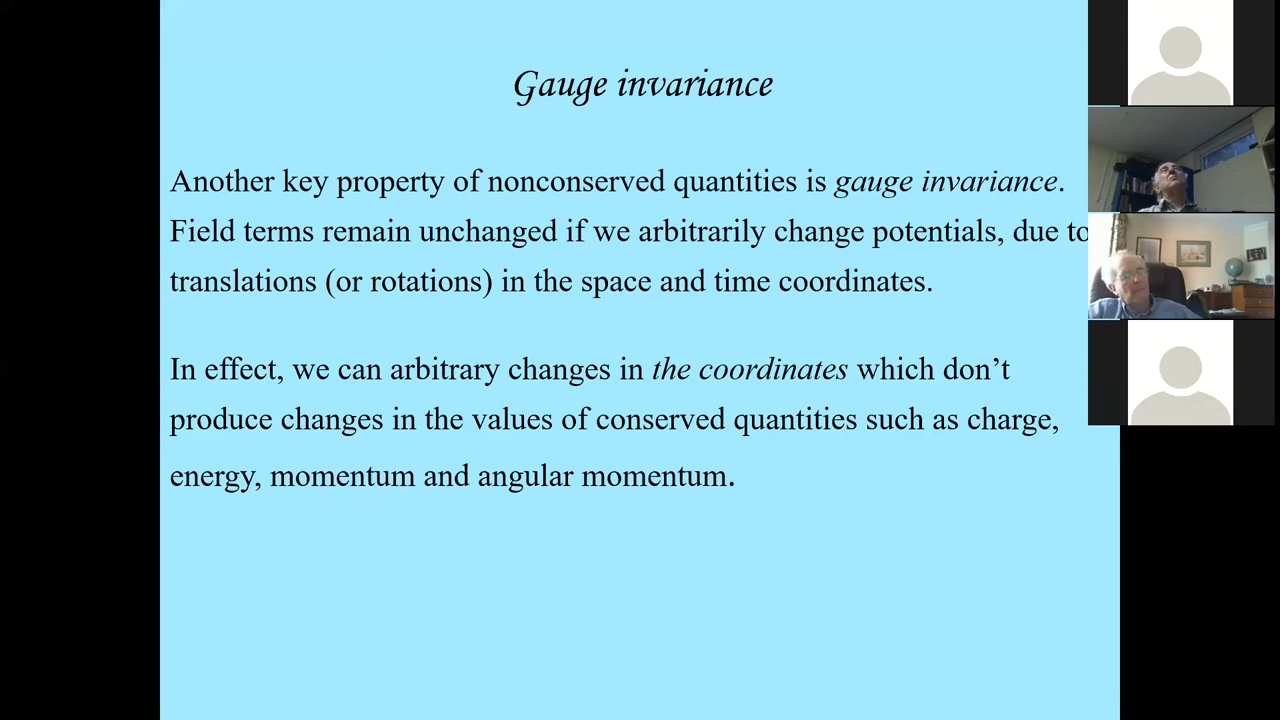 Gauge invariance
Another key property of nonconserved quantities is gauge invariance.
Field terms remain unchanged if we arbitrarily change potentials, due to
translations (or rotations) in the space and time coordinates.
In effect, we can arbitrary changes in the coordinates which don’t
produce changes in the values of conserved quantities such as charge,
energy, momentum and angular momentum.